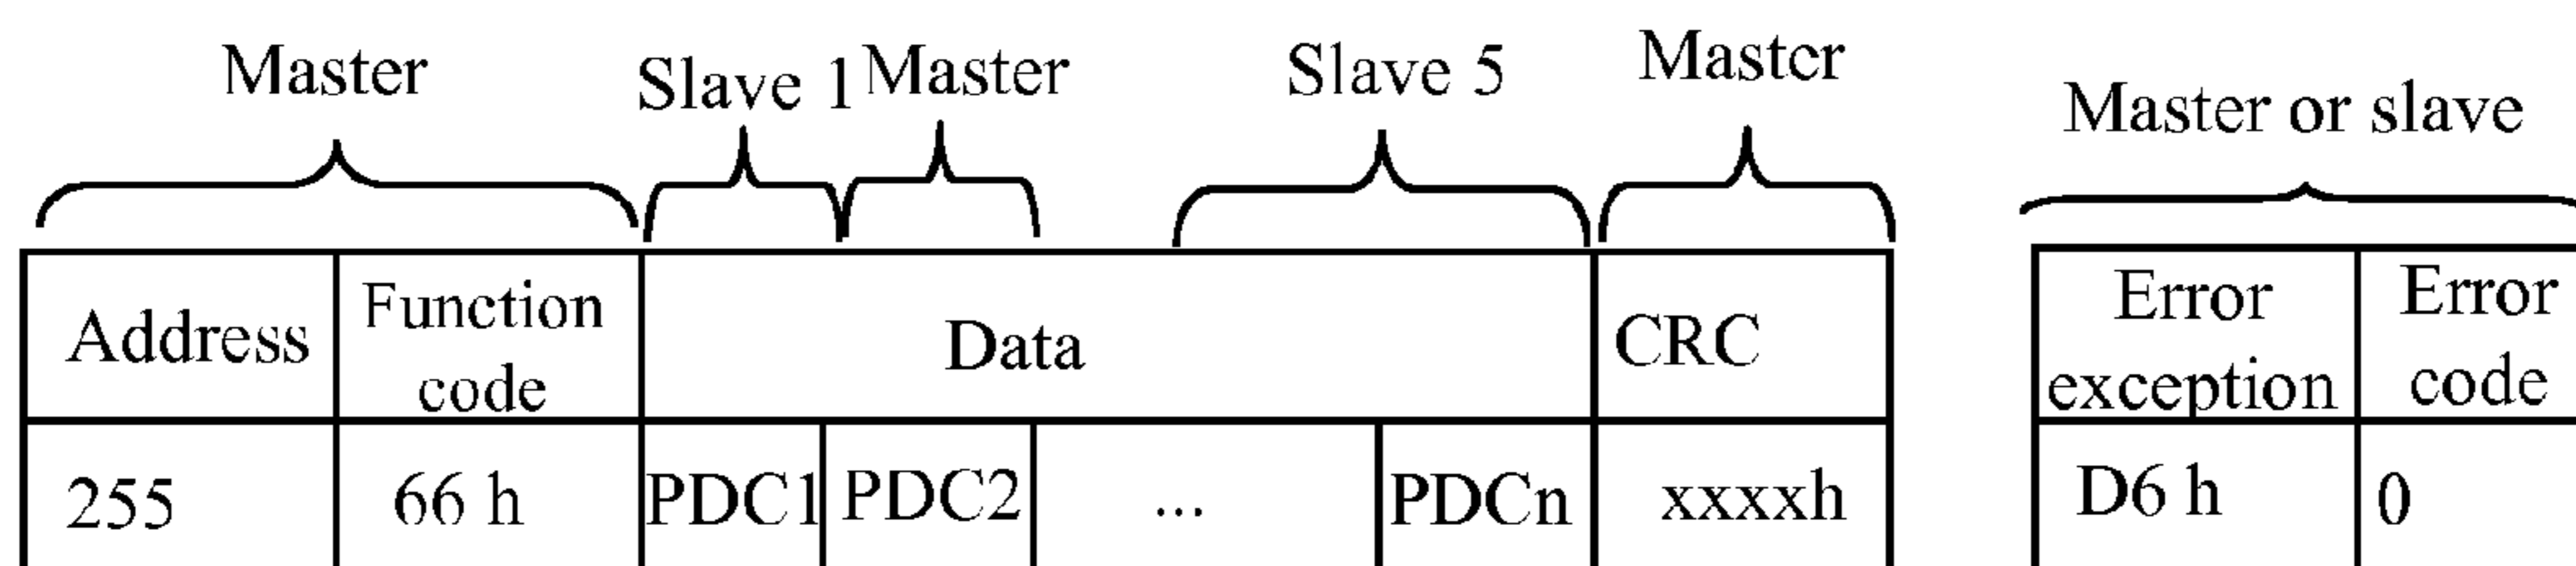 Master
Slave 1
Master
Slave 5
Master
Master or slave
Address
Function
code
Data
CRC
Error
exception
Error
code
255
66 h
PDC1
PDC2
...
PDCn
xxxxh
D6 h
0